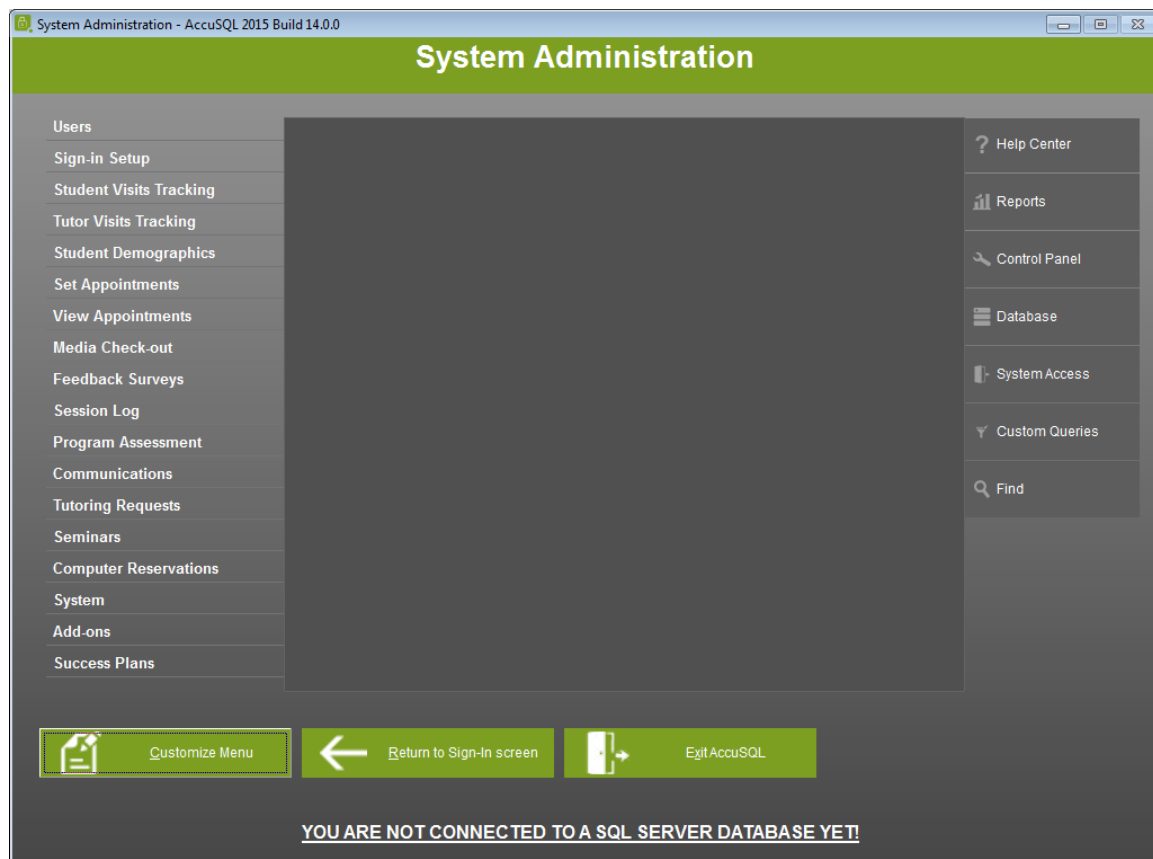 System Administration - AccuSQL 2015 Build 14.0.0
System Administration
Users
Sign-in Setup
Student Visits Tracking
Tutor Visits Tracking
Student Demographics
Set Appointments
View Appointments
Media Check-out
Feedback Surveys
Session Log
Program Assessment
Communications
Tutoring Requests
Seminars
Computer Reservations
System
Add-ons
Success Plans
Help Center
Reports
Control Panel
Database
System Access
Custom Queries
Find
Customize Menu
Return to Sign-In screen
Exit AccuSQL
YOU ARE NOT CONNECTED TO A SQL SERVER DATABASE YET!